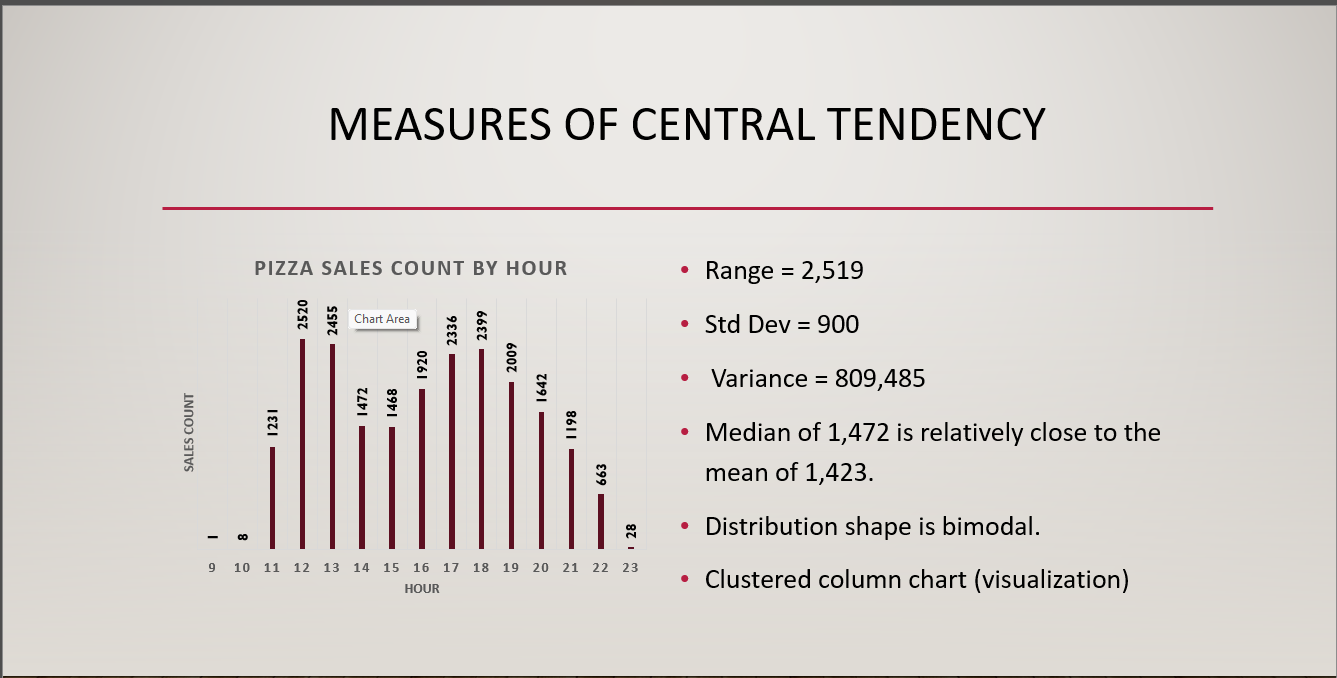 MEASURES OF CENTRAL TENDENCY
PIZZA SALES COUNT BY HOUR
Chart Area
SALES COUNT
1 8 1231 2520 2455 1472 1468 1920 2336 2399 2009 1642 1198 663 28
9 10 11 12 13 14 15 16 17 18 19 20 21 22 23
HOUR
• Range = 2,519
• Std Dev = 900
• Variance = 809,485
• Median of 1,472 is relatively close to the
mean of 1,423.
• Distribution shape is bimodal.
• Clustered column chart (visualization)